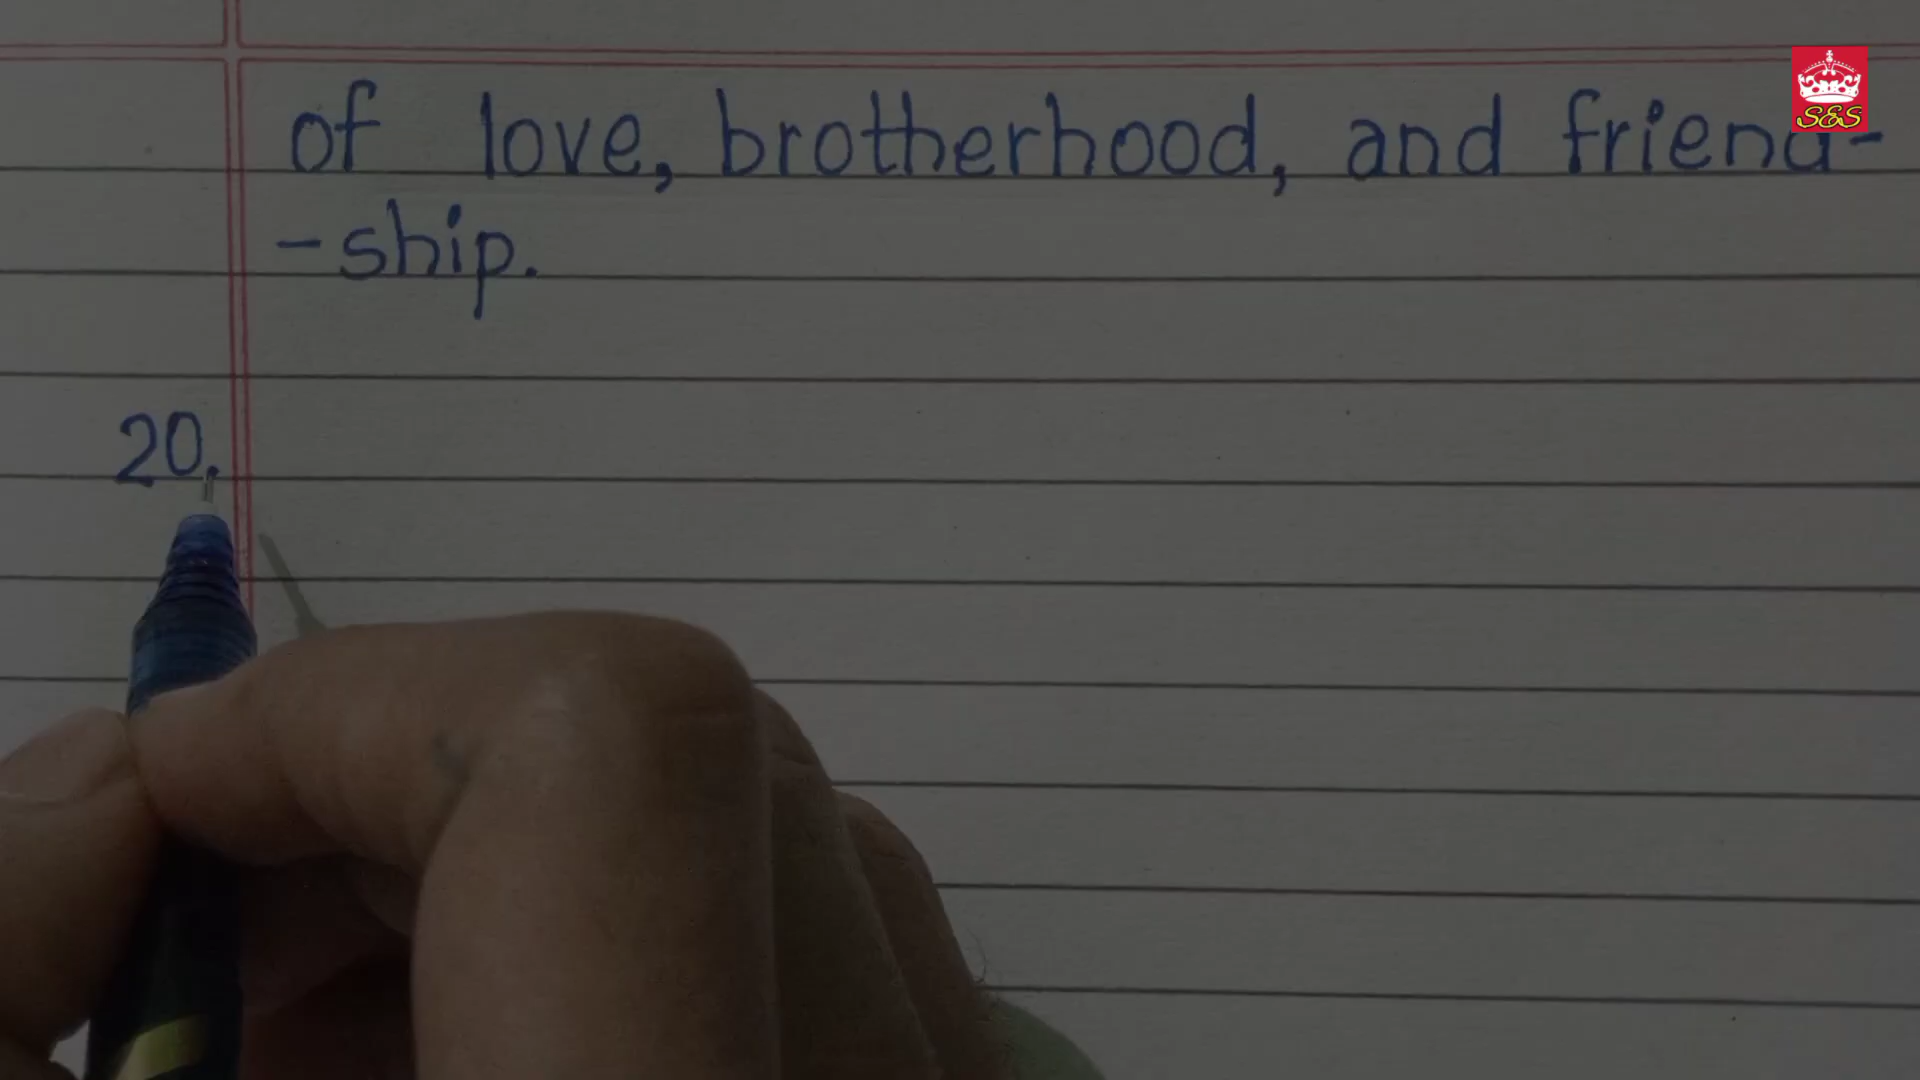 of love, brotherhood, and friend-
-ship.
20.
S&S